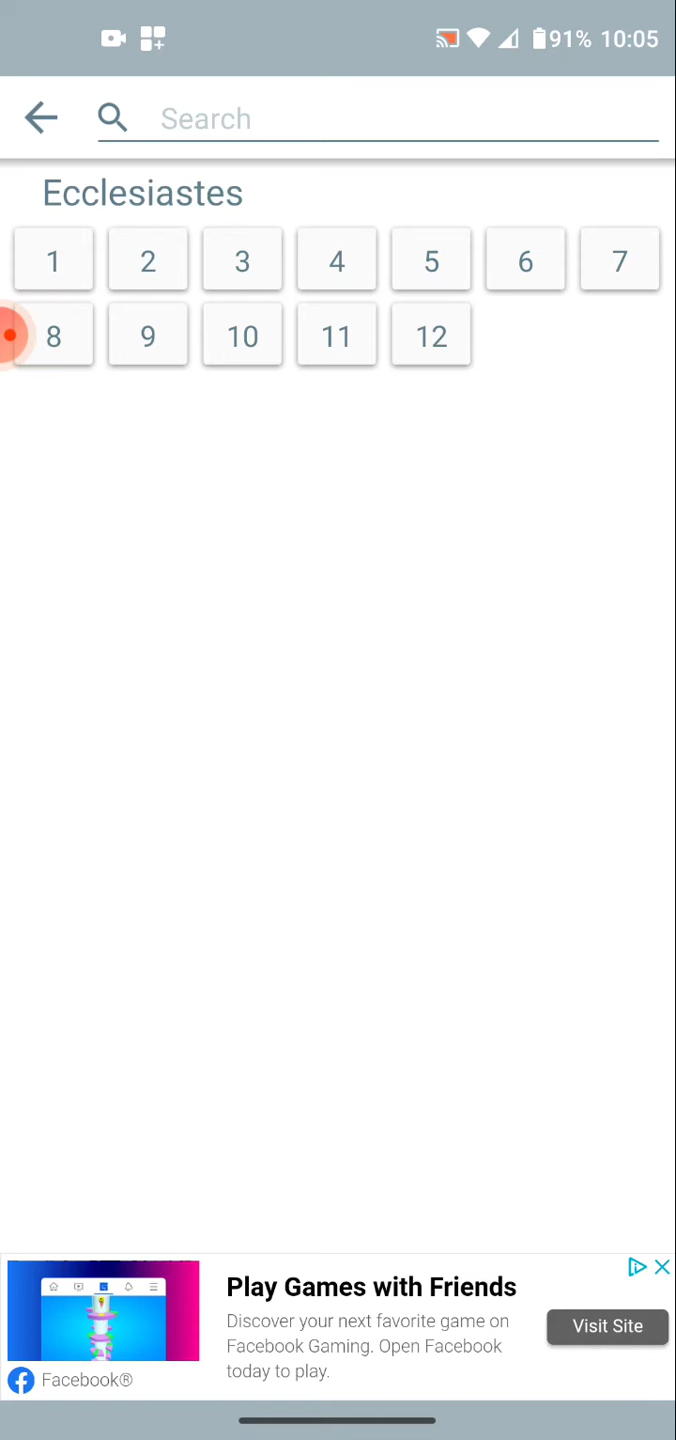 91% 10:05
Search
Ecclesiastes
1 2 3 4 5 6 7
8 9 10 11 12
Play Games with Friends
Discover your next favorite game on
Facebook Gaming. Open Facebook
today to play.
Visit Site
Facebook®